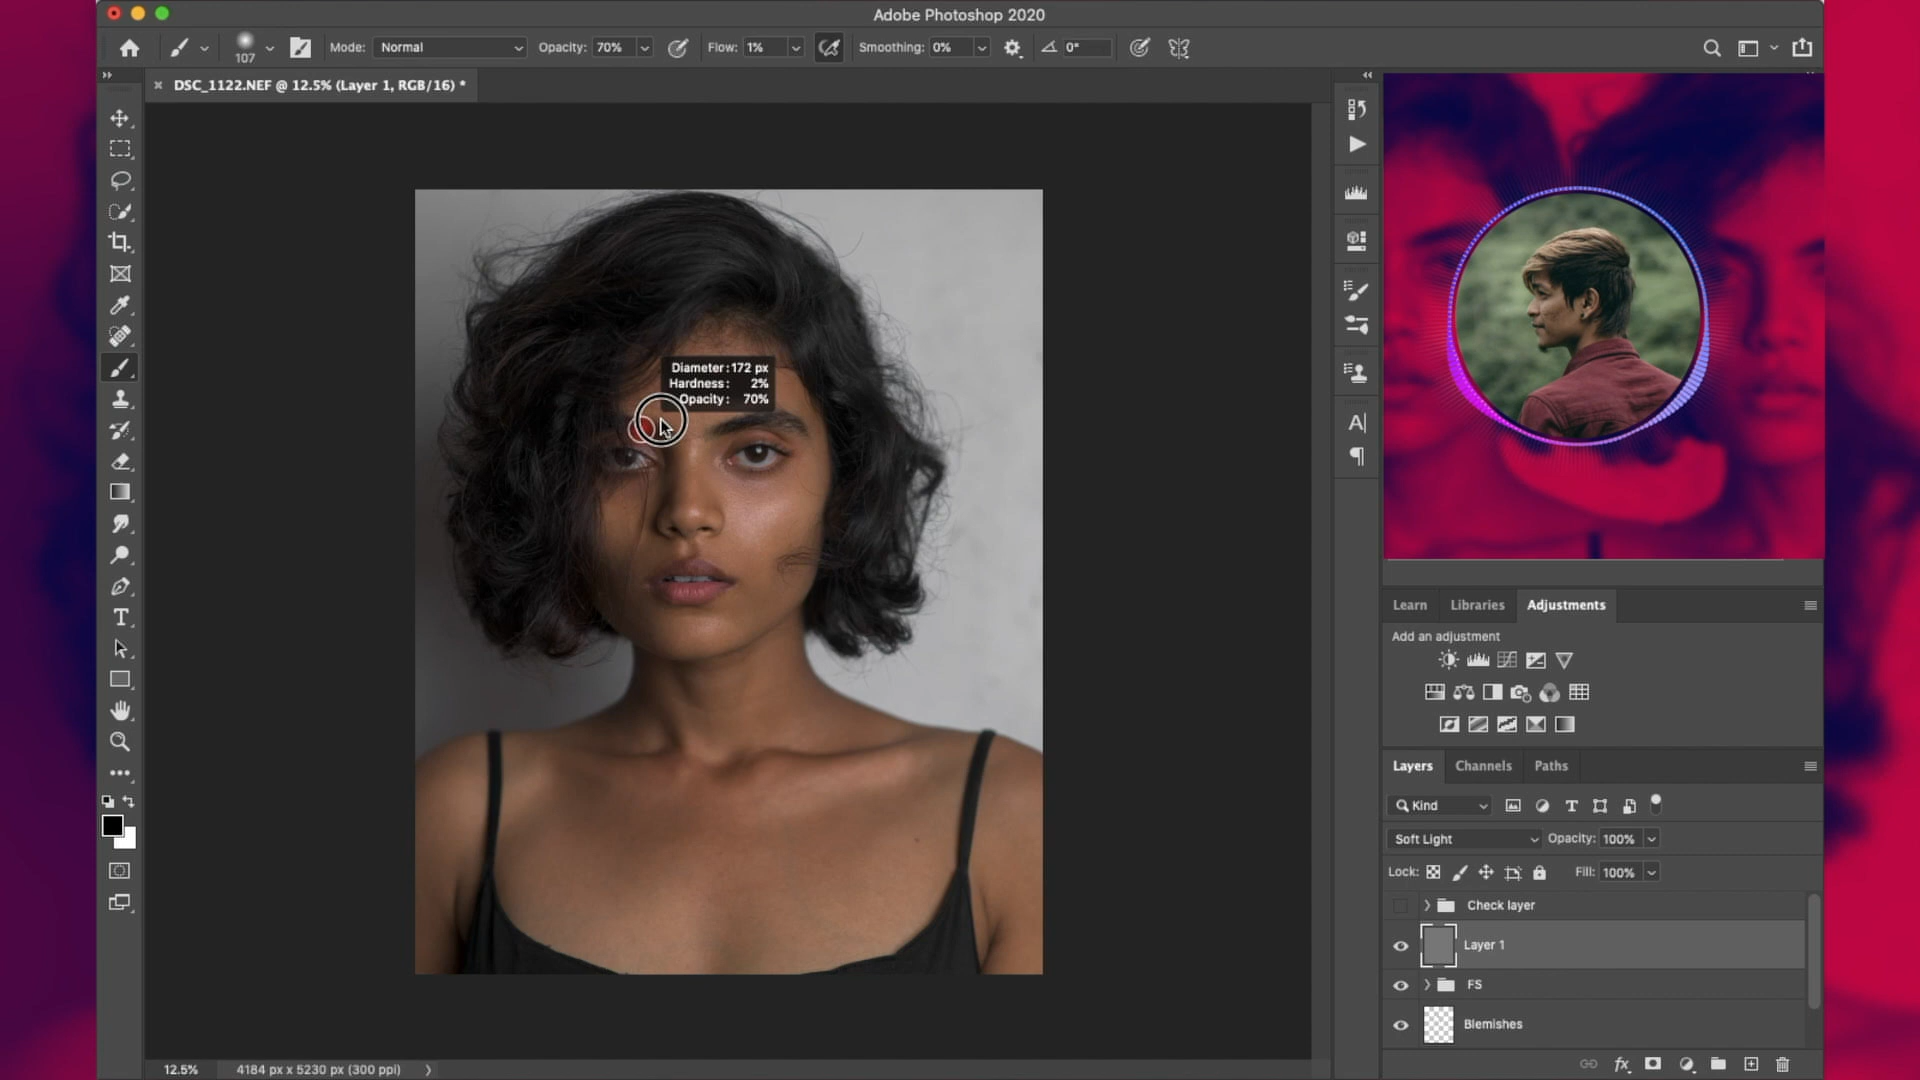 Adobe Photoshop 2020
107
Mode: Normal Opacity: 70% Flow: 1% Smoothing: 0% 0°
DSC_1122.NEF @ 12.5% (Layer 1, RGB/16) *
Diameter: 172 px
Hardness: 2%
Opacity: 70%
Learn Libraries Adjustments
Add an adjustment
Layers Channels Paths
Kind
Soft Light Opacity: 100%
Lock: Fill: 100%
Check layer
Layer 1
FS
Blemishes
12.5% 4184 px x 5230 px (300 ppi)